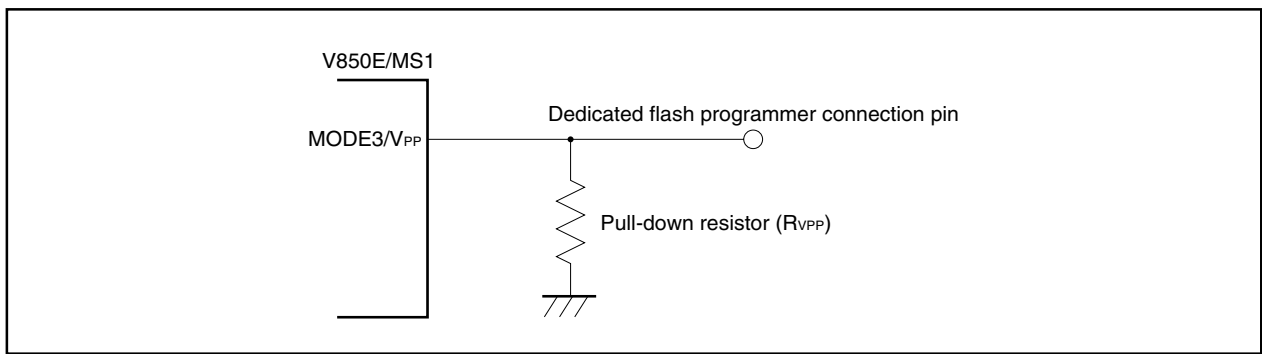 V850E/MS1
Dedicated flash programmer connection pin
MODE3/VPP
Pull-down resistor (RVPP)